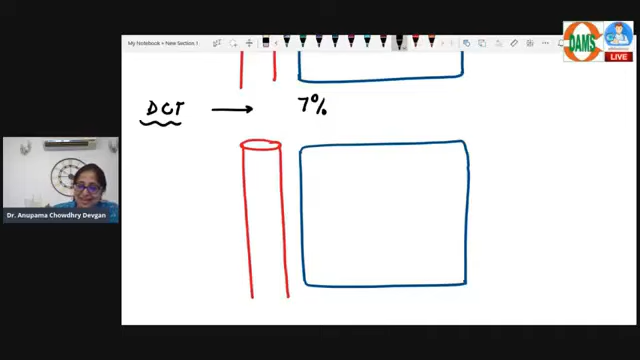 My Notebook > New Section 1
DAMS
LIVE
DCT → 7%
Dr. Anupama Chowdhry Devgan